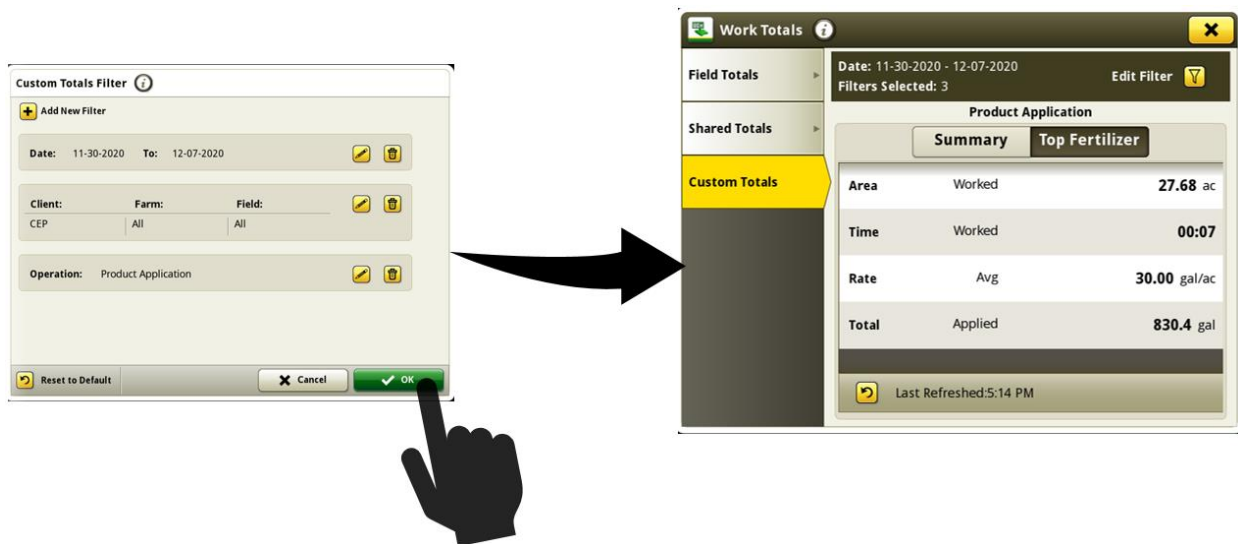 Custom Totals Filter
Add New Filter
Date: 11-30-2020 To: 12-07-2020
Client: Farm: Field:
CEP All All
Operation: Product Application
Reset to Default Cancel OK
Work Totals
Field Totals
Shared Totals
Custom Totals
Date: 11-30-2020 - 12-07-2020
Filters Selected: 3
Edit Filter
Product Application
Summary Top Fertilizer
Area Worked 27.68 ac
Time Worked 00:07
Rate Avg 30.00 gal/ac
Total Applied 830.4 gal
Last Refreshed:5:14 PM